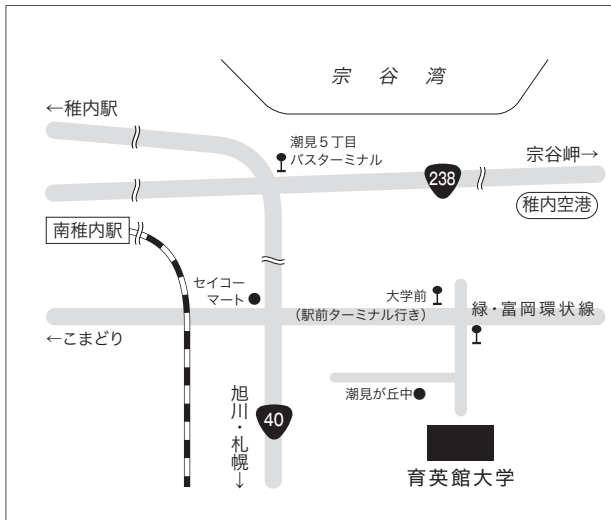 宗谷湾
←稚内駅
潮見5丁目
バスターミナル
宗谷岬→
238
稚内空港
南稚内駅
セイコー
マート
大学前
(駅前ターミナル行き)
緑・富岡環状線
←こまどり
潮見が丘中
旭川・札幌→
40
育英館大学